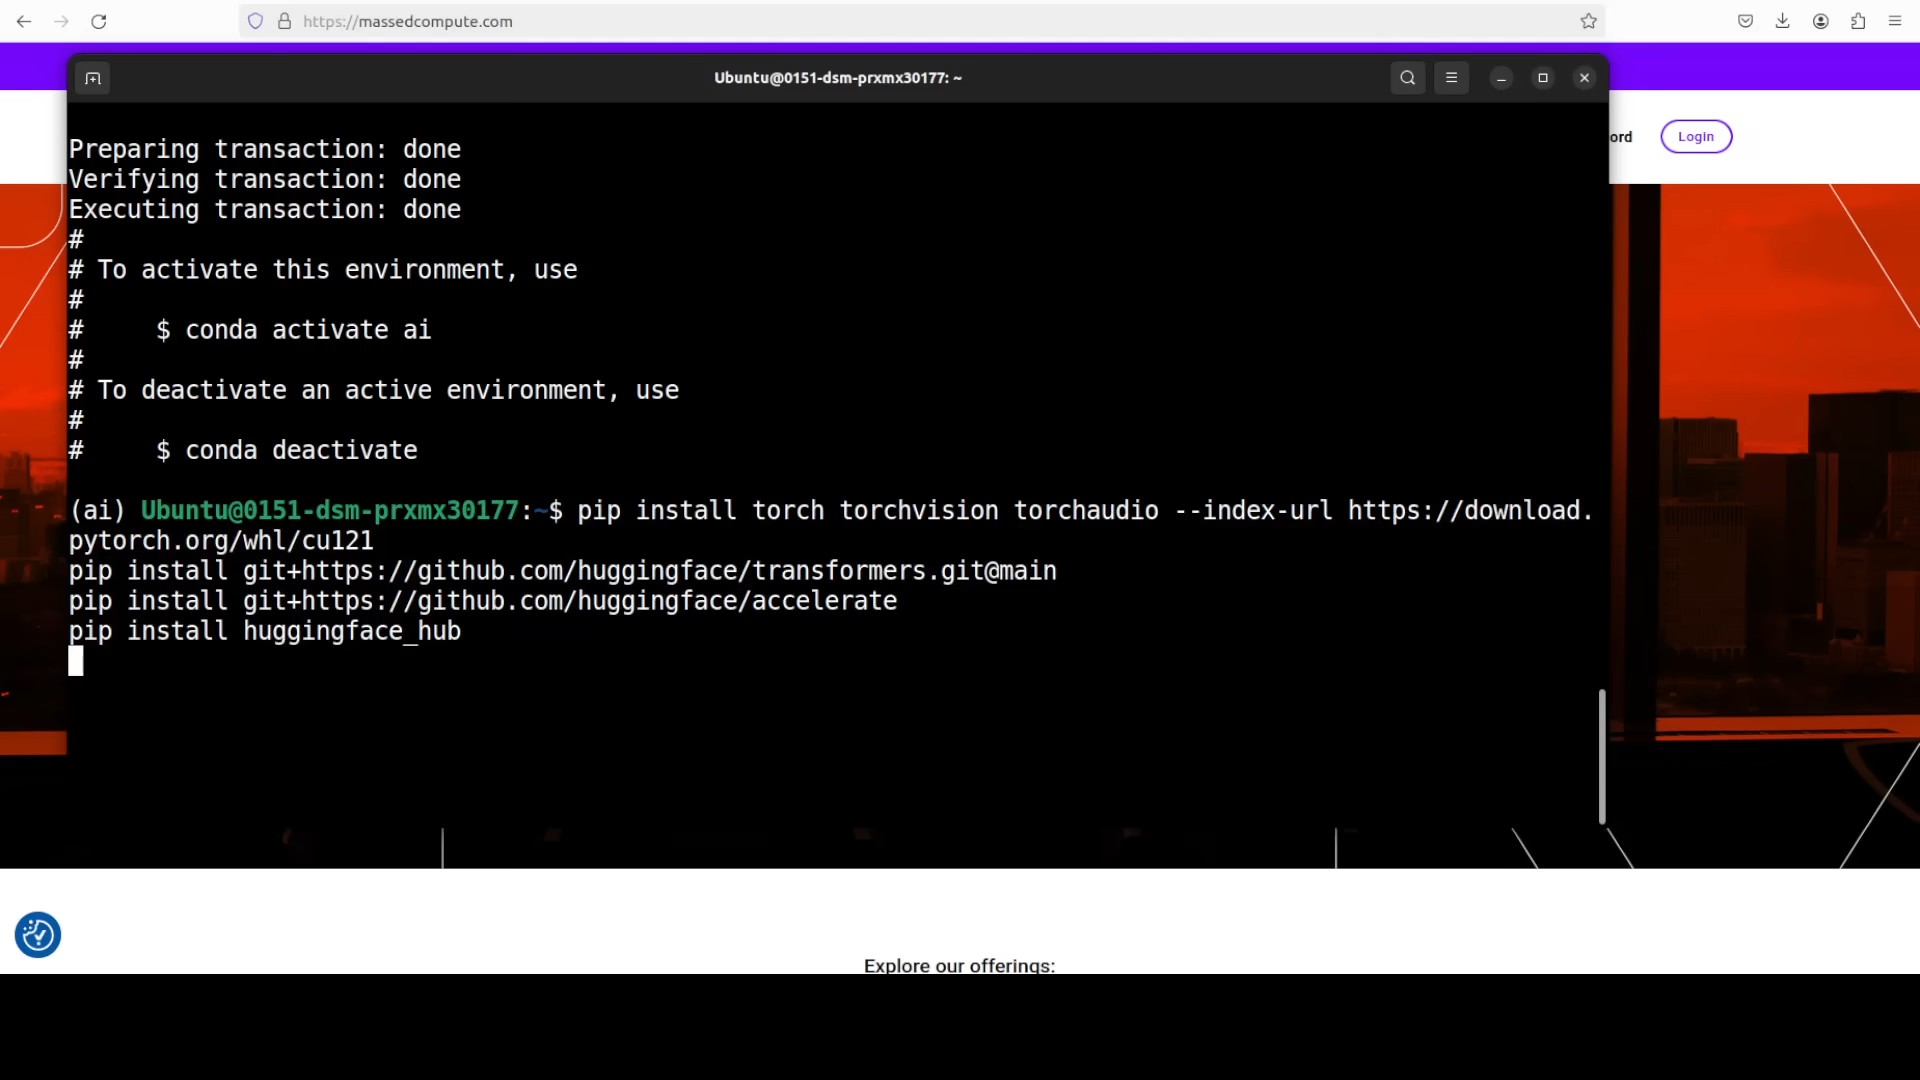 https://massedcompute.com
Ubuntu@0151-dsm-prxmx30177: ~
ord
Login
Preparing transaction: done
Verifying transaction: done
Executing transaction: done
#
# To activate this environment, use
#
#     $ conda activate ai
#
# To deactivate an active environment, use
#
#     $ conda deactivate
(ai) Ubuntu@0151-dsm-prxmx30177:~$ pip install torch torchvision torchaudio --index-url https://download.
pytorch.org/whl/cu121
pip install git+https://github.com/huggingface/transformers.git@main
pip install git+https://github.com/huggingface/accelerate
pip install huggingface_hub
Explore our offerings: